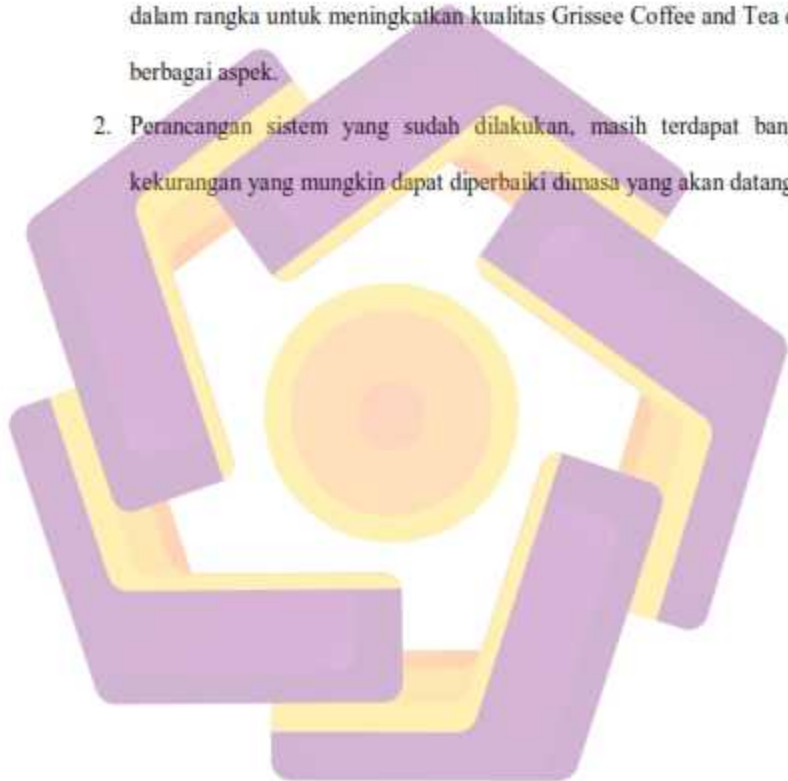 dalam rangka untuk meningkatkan kualitas Grissee Coffee and Tea
berbagai aspek.
2. Perancangan sistem yang sudah dilakukan, masih terdapat ban
kekurangan yang mungkin dapat diperbaiki dimasa yang akan datang